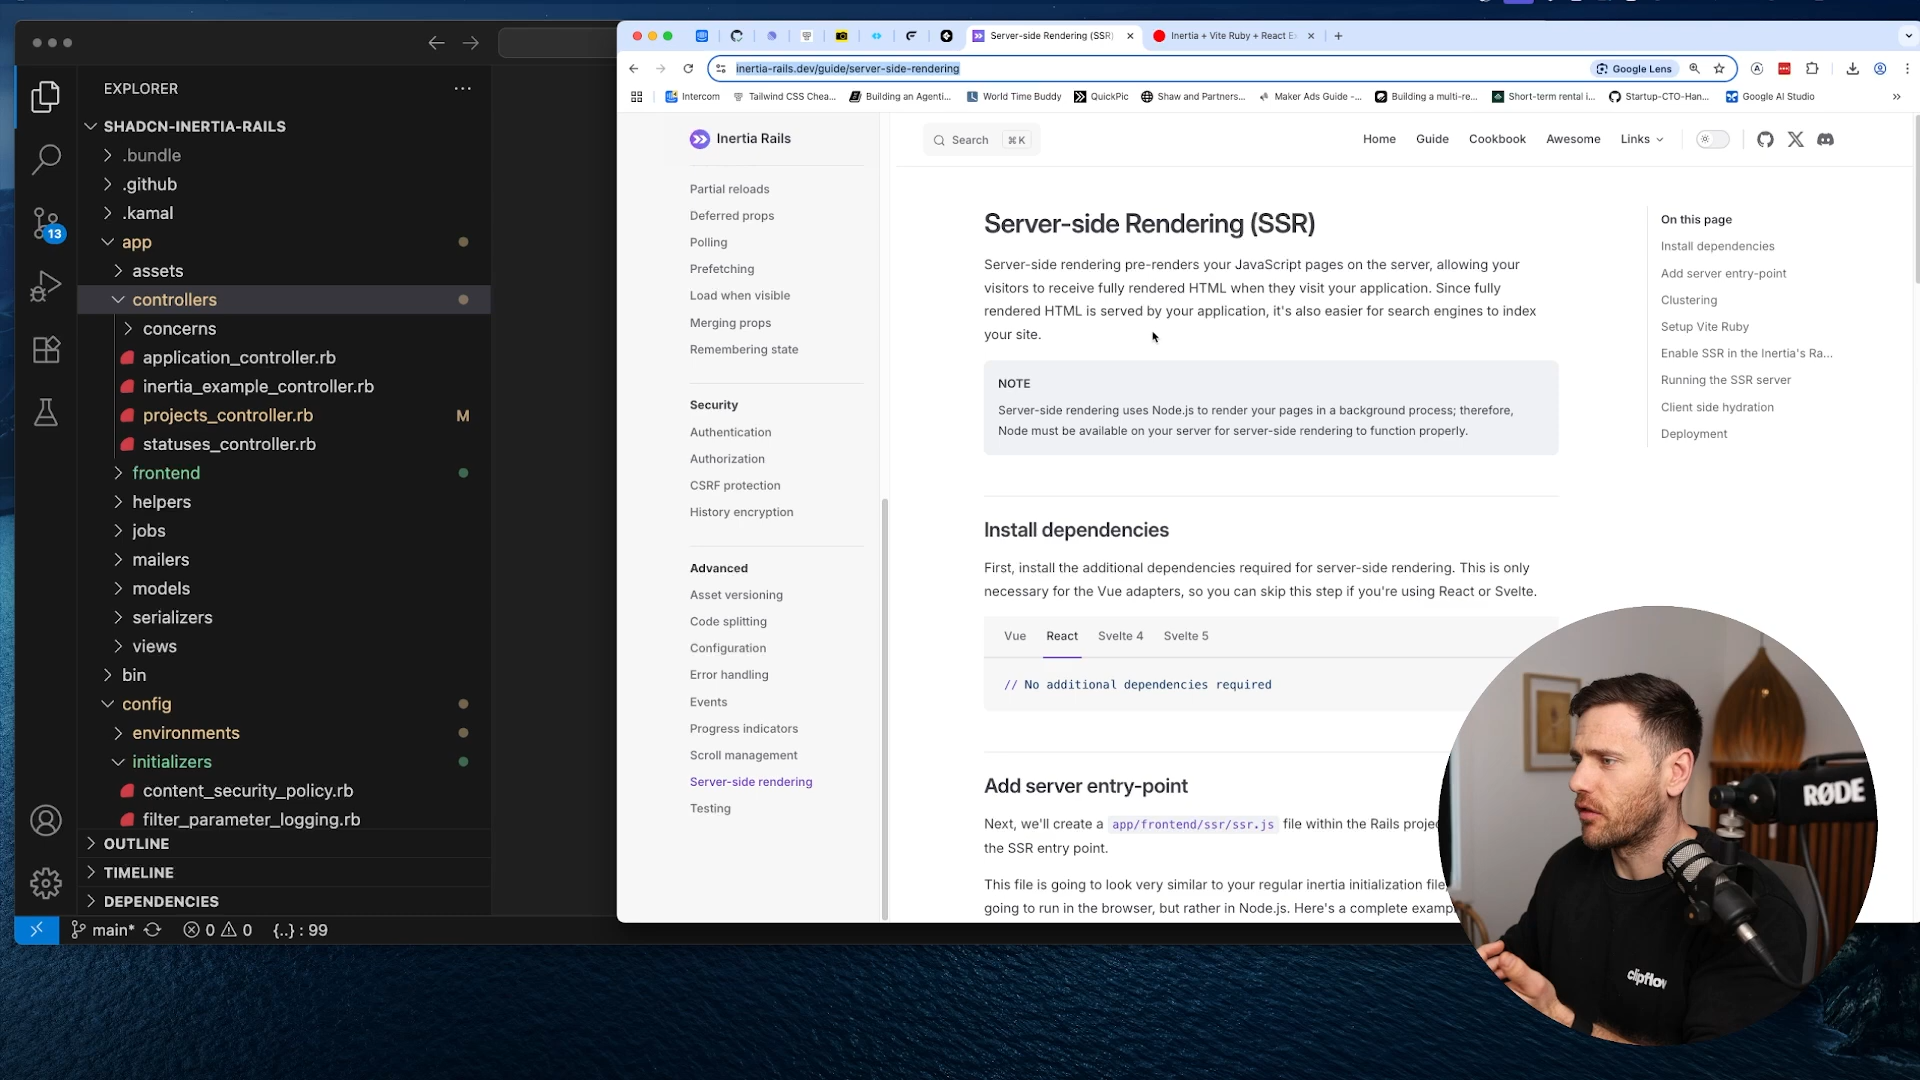 EXPLORER
SHADCN-INERTIA-RAILS
.bundle
.github
.kamal
app
assets
controllers
concerns
application_controller.rb
inertia_example_controller.rb
projects_controller.rb
M
statuses_controller.rb
frontend
helpers
jobs
mailers
models
serializers
views
bin
config
environments
initializers
content_security_policy.rb
filter_parameter_logging.rb
OUTLINE
TIMELINE
DEPENDENCIES
13
main*
0
0
{..} : 99
Server-side Rendering (SSR)
Inertia + Vite Ruby + React E
inertia-rails.dev/guide/server-side-rendering
Google Lens
Intercom
Tailwind CSS Chea...
Building an Agenti...
World Time Buddy
QuickPic
Shaw and Partners...
Maker Ads Guide -...
Building a multi-re...
Short-term rental i...
Startup-CTO-Han...
Google AI Studio
Inertia Rails
Search
⌘K
Home
Guide
Cookbook
Awesome
Links
Partial reloads
Deferred props
Polling
Prefetching
Load when visible
Merging props
Remembering state
Security
Authentication
Authorization
CSRF protection
History encryption
Advanced
Asset versioning
Code splitting
Configuration
Error handling
Events
Progress indicators
Scroll management
Server-side rendering
Testing
Server-side Rendering (SSR)
Server-side rendering pre-renders your JavaScript pages on the server, allowing your
visitors to receive fully rendered HTML when they visit your application. Since fully
rendered HTML is served by your application, it's also easier for search engines to index
your site.
NOTE
Server-side rendering uses Node.js to render your pages in a background process; therefore,
Node must be available on your server for server-side rendering to function properly.
Install dependencies
First, install the additional dependencies required for server-side rendering. This is only
necessary for the Vue adapters, so you can skip this step if you're using React or Svelte.
Vue
React
Svelte 4
Svelte 5
// No additional dependencies required
Add server entry-point
Next, we'll create a app/frontend/ssr/ssr.js file within the Rails projec
the SSR entry point.
This file is going to look very similar to your regular inertia initialization file,
going to run in the browser, but rather in Node.js. Here's a complete examp
On this page
Install dependencies
Add server entry-point
Clustering
Setup Vite Ruby
Enable SSR in the Inertia's Ra...
Running the SSR server
Client side hydration
Deployment
RØDE
clipflow